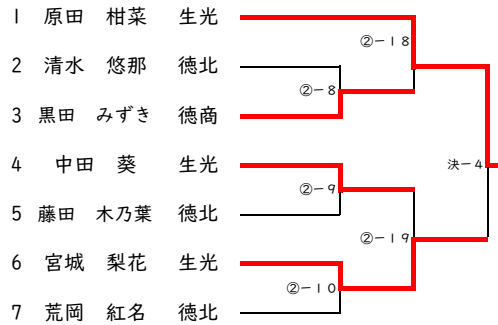 1 原田 柑菜 生光
②-18
2 清水 悠那 徳北
②-8
3 黒田 みずき 徳商
4 中田 葵 生光
決-4
②-9
5 藤田 木乃葉 徳北
②-19
6 宮城 梨花 生光
②-10
7 荒岡 紅名 徳北